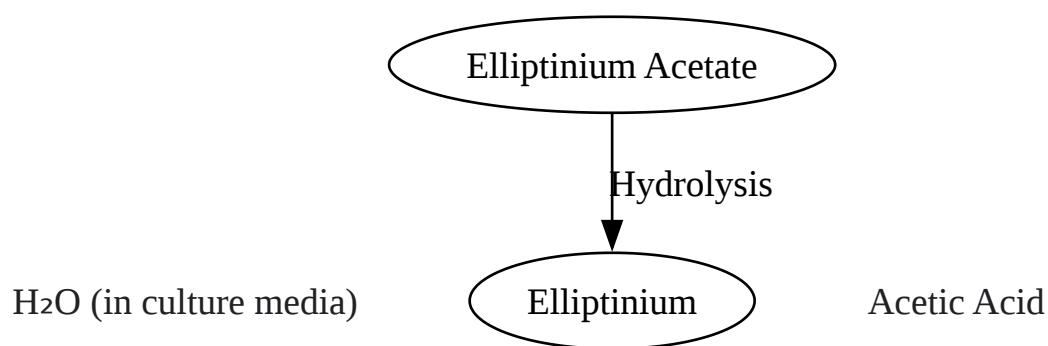 Elliptinium Acetate
Hydrolysis
H₂O (in culture media)
Elliptinium
Acetic Acid